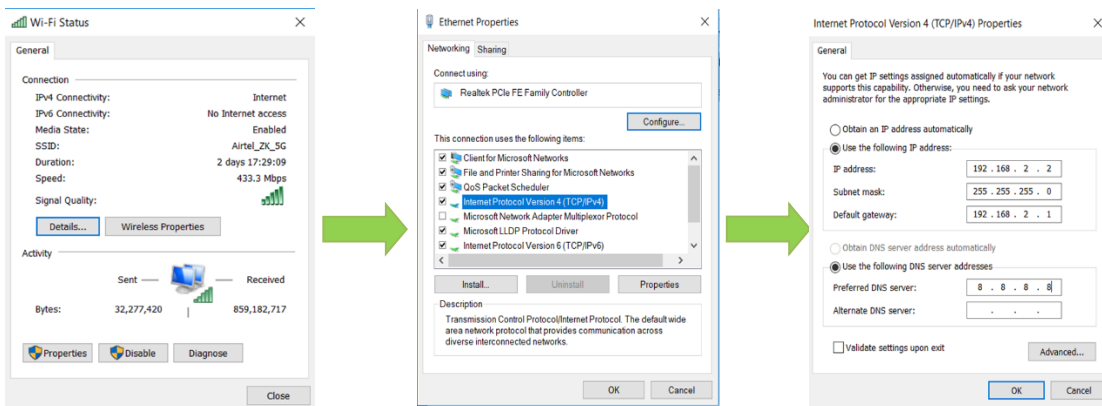 Wi-Fi Status
General
Connection
IPv4 Connectivity: Internet
IPv6 Connectivity: No Internet access
Media State: Enabled
SSID: Airtel_ZK_5G
Duration: 2 days 17:29:09
Speed: 433.3 Mbps
Signal Quality:
Details... Wireless Properties
Activity
Sent Received
Bytes: 32,277,420 859,182,717
Properties Disable Diagnose
Close
Ethernet Properties
Networking Sharing
Connect using:
Realtek PCIe FE Family Controller
Configure...
This connection uses the following items:
Client for Microsoft Networks
File and Printer Sharing for Microsoft Networks
QoS Packet Scheduler
Internet Protocol Version 4 (TCP/IPv4)
Microsoft Network Adapter Multiplexor Protocol
Microsoft LLDP Protocol Driver
Internet Protocol Version 6 (TCP/IPv6)
Install... Uninstall Properties
Description
Transmission Control Protocol/Internet Protocol. The default wide
area network protocol that provides communication across
diverse interconnected networks.
OK Cancel
Internet Protocol Version 4 (TCP/IPv4) Properties
General
You can get IP settings assigned automatically if your network
supports this capability. Otherwise, you need to ask your network
administrator for the appropriate IP settings.
Obtain an IP address automatically
Use the following IP address:
IP address: 192 . 168 . 2 . 2
Subnet mask: 255 . 255 . 255 . 0
Default gateway: 192 . 168 . 2 . 1
Obtain DNS server address automatically
Use the following DNS server addresses
Preferred DNS server: 8 . 8 . 8 . 8
Alternate DNS server: . . .
Validate settings upon exit
Advanced...
OK Cancel